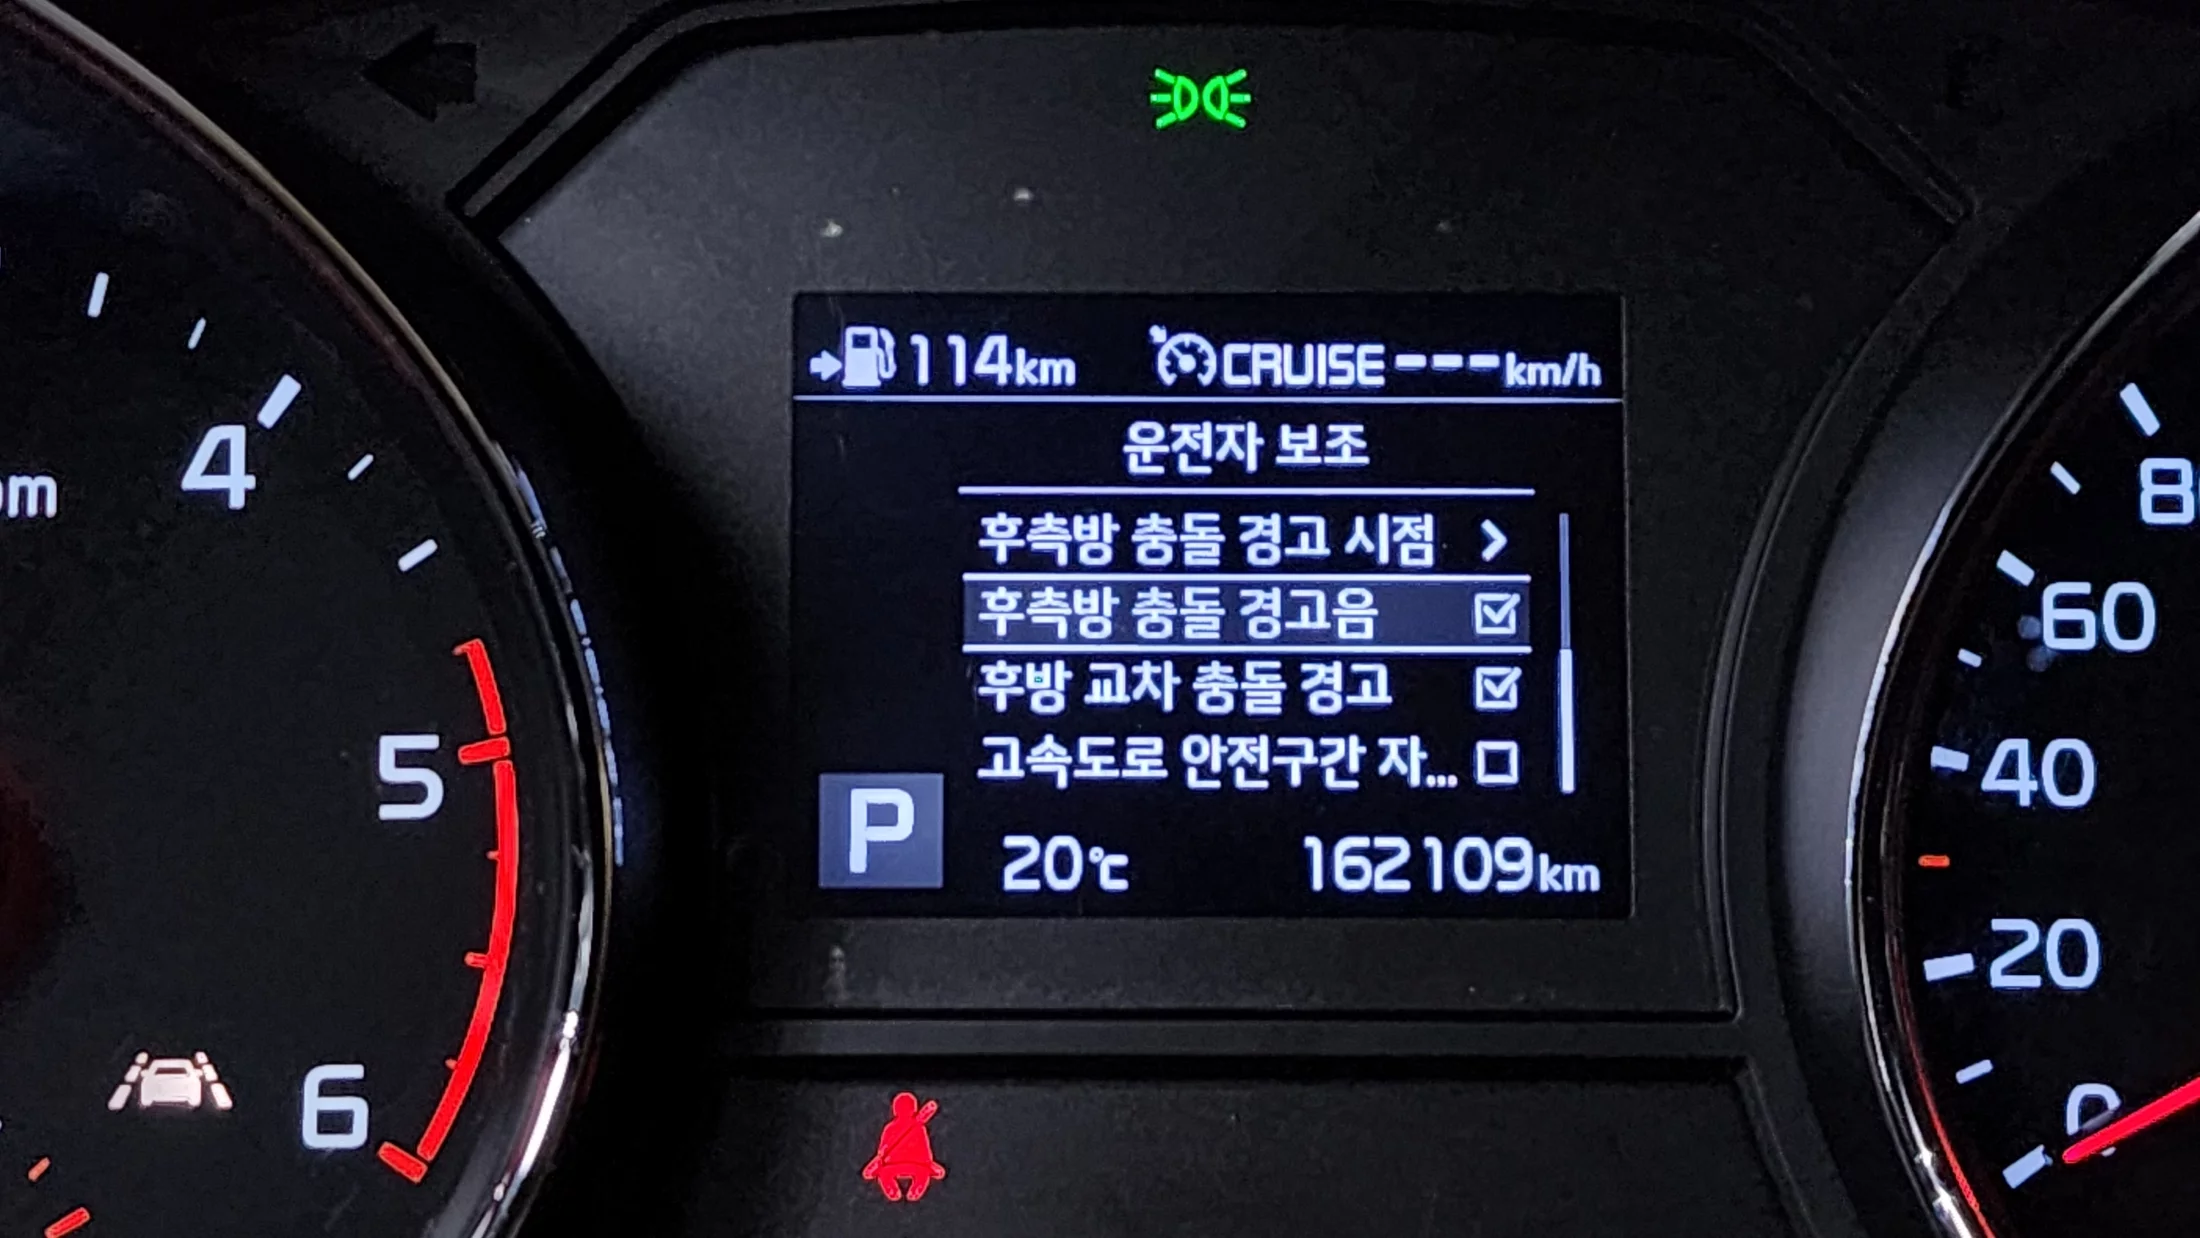 114km CRUISE---km/h
운전자 보조
후측방 충돌 경고 시점
후측방 충돌 경고음
후방 교차 충돌 경고
고속도로 안전구간 자...
P
20℃ 162109km
4
5
6
60
40
20
0